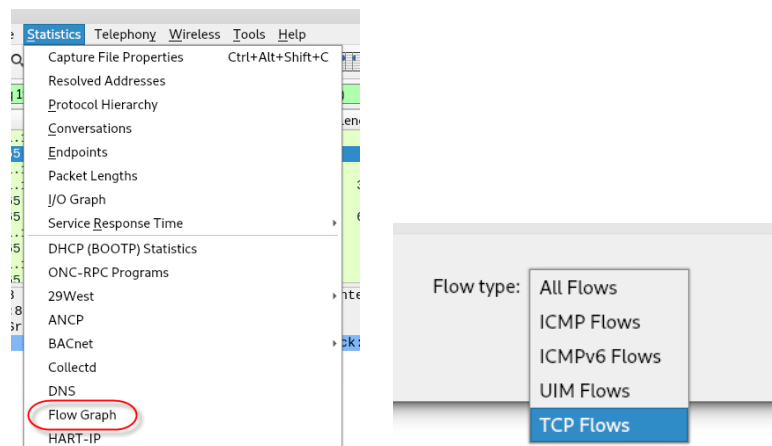 Statistics Telephony Wireless Tools Help
Capture File Properties Ctrl+Alt+Shift+C
Resolved Addresses
Protocol Hierarchy
Conversations
Endpoints
Packet Lengths
I/O Graph
Service Response Time
DHCP (BOOTP) Statistics
ONC-RPC Programs
29West
ANCP
BACnet
Collectd
DNS
Flow Graph
HART-IP
Flow type:
All Flows
ICMP Flows
ICMPv6 Flows
UIM Flows
TCP Flows